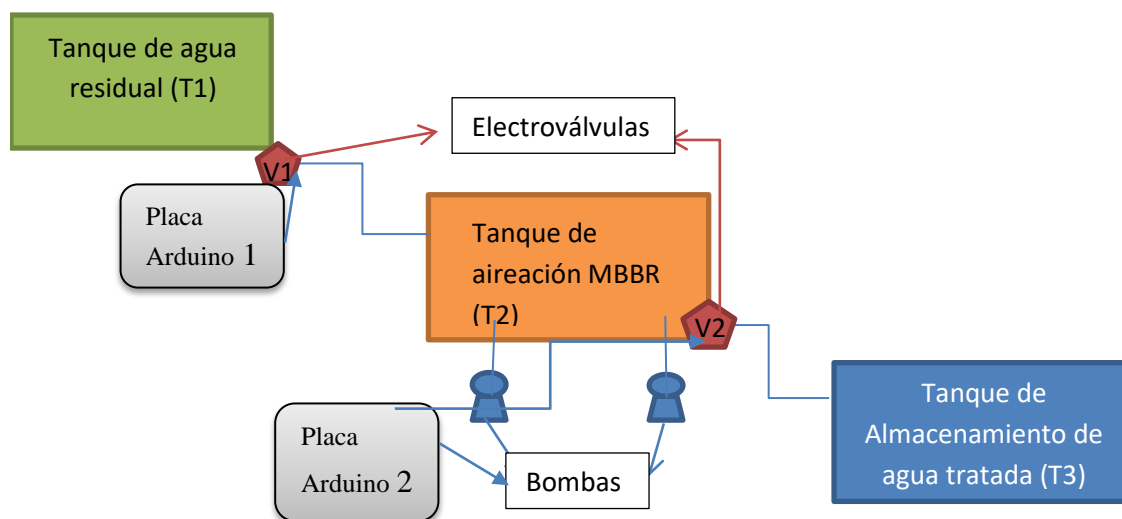 Tanque de agua
residual (T1)
Electroválvulas
V1
Placa
Arduino 1
Tanque de
aireación MBBR
(T2)
V2
Tanque de
Almacenamiento de
agua tratada (T3)
Placa
Arduino 2
Bombas